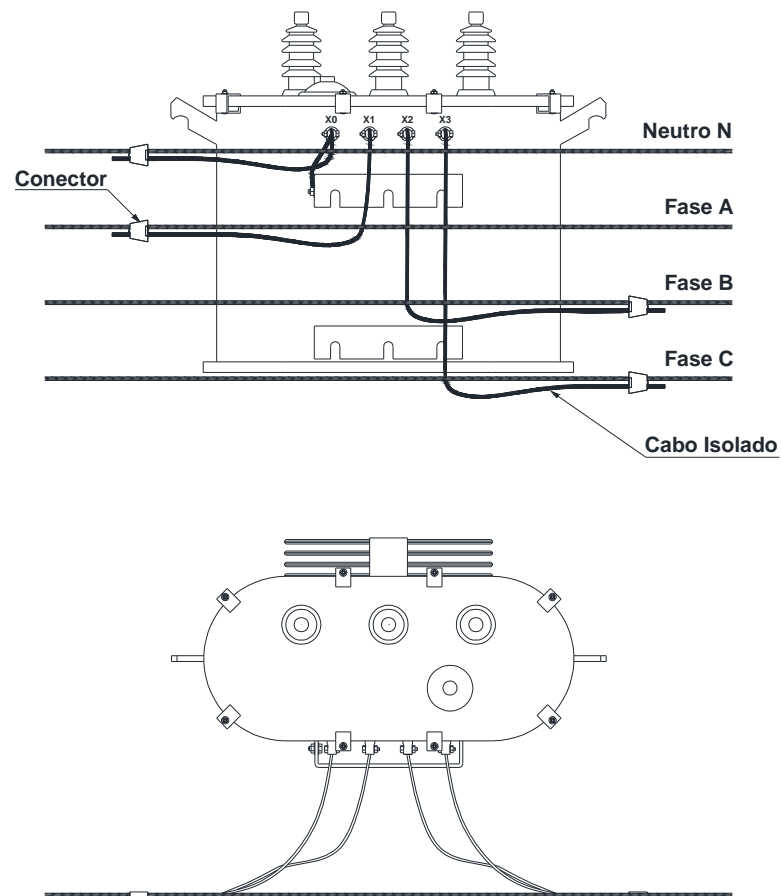 X0 X1 X2 X3
Neutro N
Conector
Fase A
Fase B
Fase C
Cabo Isolado